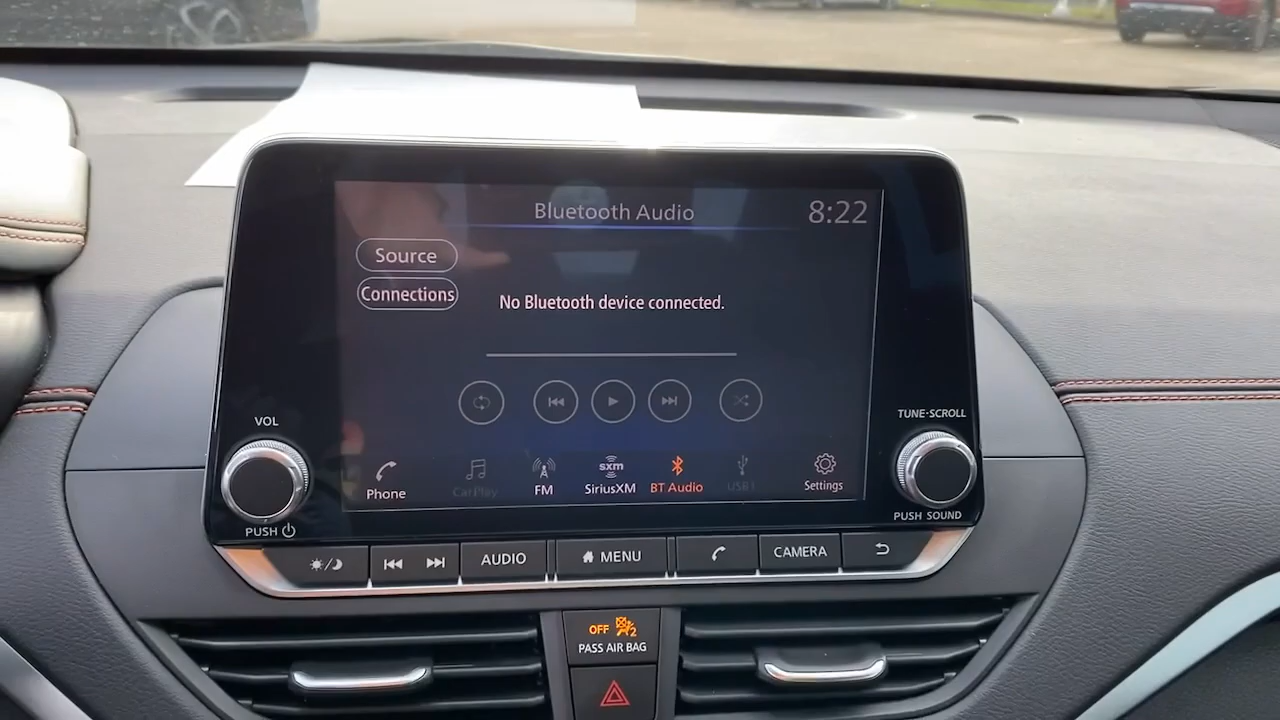 Bluetooth Audio
8:22
Source
Connections
No Bluetooth device connected.
VOL
TUNE·SCROLL
Phone
CarPlay
FM
sxm
SiriusXM
BT Audio
USB1
Settings
PUSH
PUSH SOUND
AUDIO
MENU
CAMERA
OFF
2
PASS AIR BAG